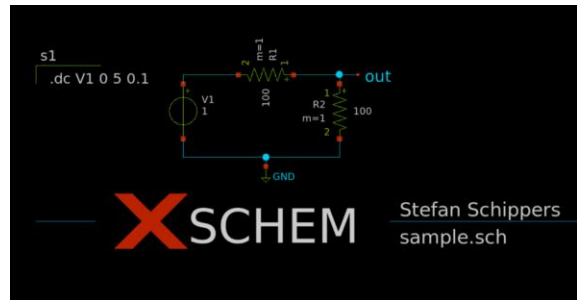 s1
.dc V1 0 5 0.1
m=1
R1
2
1
100
V1
1
out
1
R2
m=1
2
100
GND
XSCHEM
Stefan Schippers
sample.sch